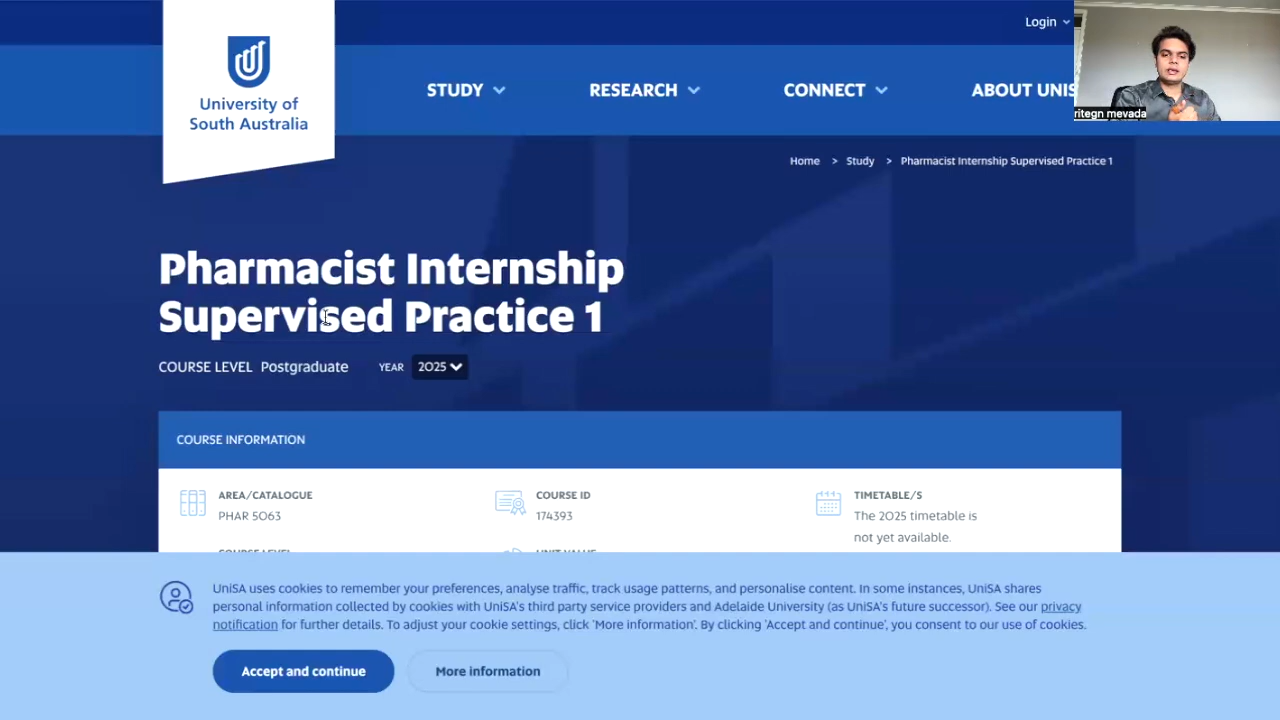 Login
University of
South Australia
STUDY
RESEARCH
CONNECT
ABOUT UNIS
ritegn mevada
Home > Study > Pharmacist Internship Supervised Practice 1
Pharmacist Internship
Supervised Practice 1
COURSE LEVEL Postgraduate YEAR 2025
COURSE INFORMATION
AREA/CATALOGUE
PHAR 5063
COURSE ID
174393
TIMETABLE/S
The 2025 timetable is
not yet available.
UniSA uses cookies to remember your preferences, analyse traffic, track usage patterns, and personalise content. In some instances, UniSA shares
personal information collected by cookies with UniSA's third party service providers and Adelaide University (as UniSA's future successor). See our privacy
notification for further details. To adjust your cookie settings, click 'More information'. By clicking 'Accept and continue', you consent to our use of cookies.
Accept and continue
More information